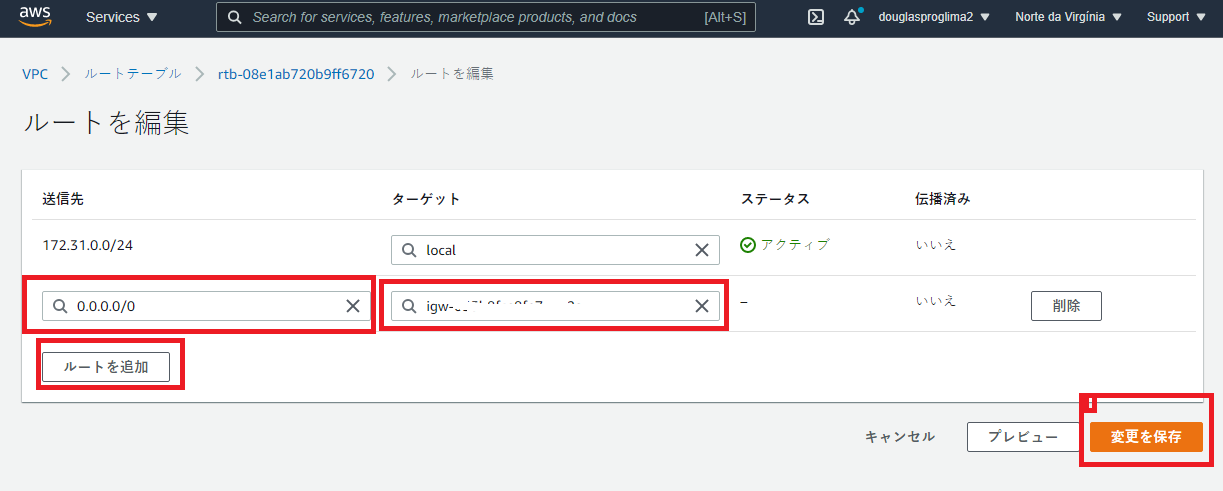 aws Services Search for services, features, marketplace products, and docs [Alt+S] douglasproglima2 Norte da Virgínia Support
VPC ルートテーブル rtb-08e1ab720b9ff6720 ルートを編集
ルートを編集
送信先 ターゲット ステータス 伝播済み
172.31.0.0/24 local アクティブ いいえ
0.0.0.0/0 igw- – いいえ 削除
ルートを追加
キャンセル プレビュー 変更を保存